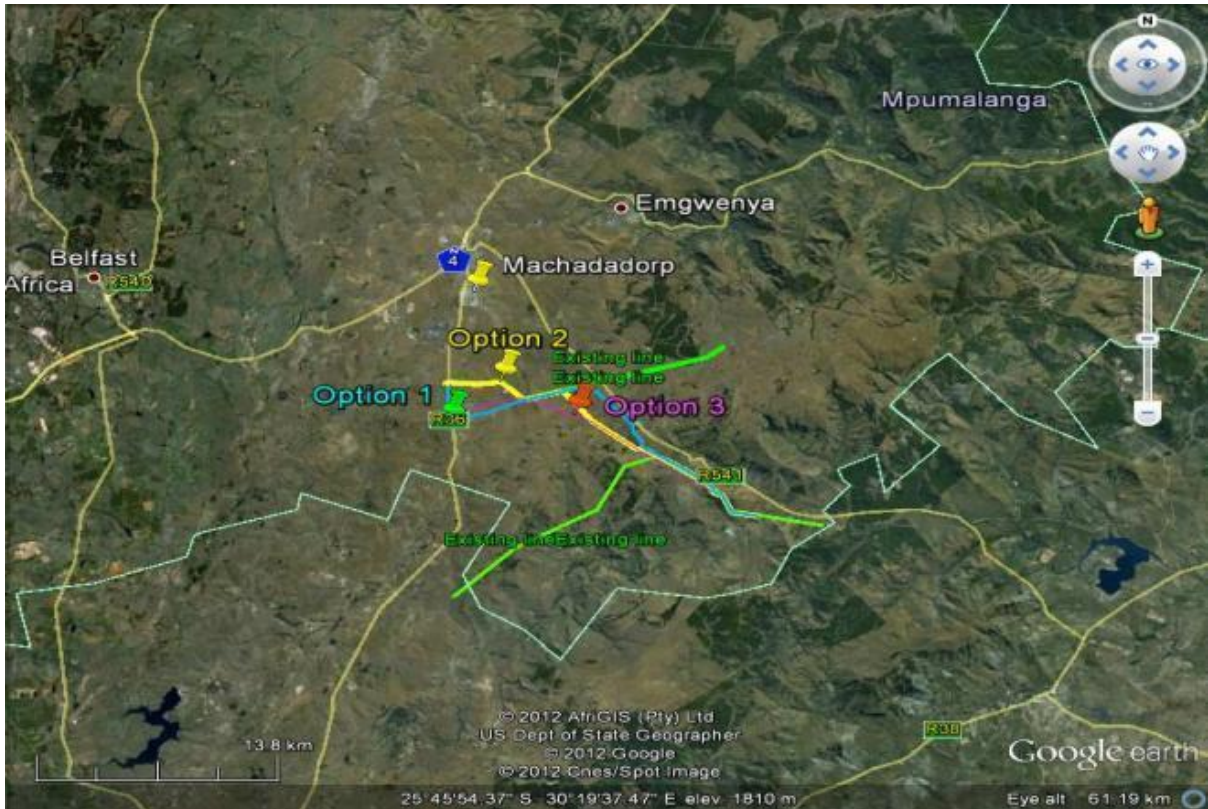 N
Mpumalanga
Emgwenya
Belfast
Africa
R540
4
Machadadorp
Option 2
Existing line
Existing line
Option 1
Option 3
R36
R541
Existing line
Existing line
© 2012 AfriGIS (Pty) Ltd
US Dept of State Geographer
© 2012 Google
© 2012 Cnes/Spot Image
R38
Google earth
13.8 km
25°45'54.37" S 30°19'37.47" E elev 1810 m
Eye alt 61.19 km